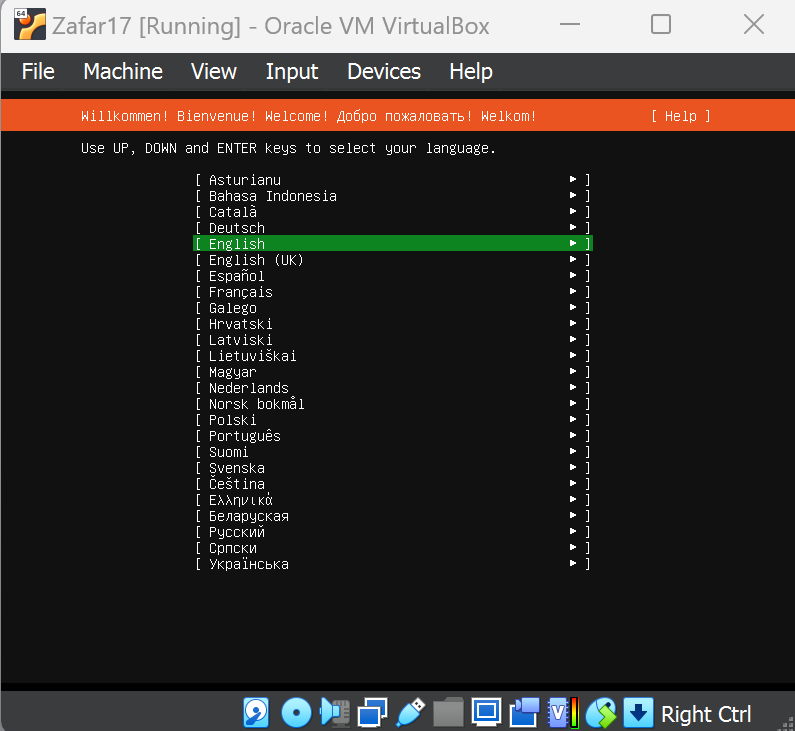 64
Zafar17 [Running] - Oracle VM VirtualBox
File Machine View Input Devices Help
Willkommen! Bienvenue! Welcome! Добро пожаловать! Welkom! [ Help ]
Use UP, DOWN and ENTER keys to select your language.
[ Asturianu ▸ ]
[ Bahasa Indonesia ▸ ]
[ Català ▸ ]
[ Deutsch ▸ ]
[ English ▸ ]
[ English (UK) ▸ ]
[ Español ▸ ]
[ Français ▸ ]
[ Galego ▸ ]
[ Hrvatski ▸ ]
[ Latviski ▸ ]
[ Lietuviškai ▸ ]
[ Magyar ▸ ]
[ Nederlands ▸ ]
[ Norsk bokmål ▸ ]
[ Polski ▸ ]
[ Português ▸ ]
[ Suomi ▸ ]
[ Svenska ▸ ]
[ Čeština ▸ ]
[ Ελληνικά ▸ ]
[ Беларуская ▸ ]
[ Русский ▸ ]
[ Српски ▸ ]
[ Українська ▸ ]
V
Right Ctrl